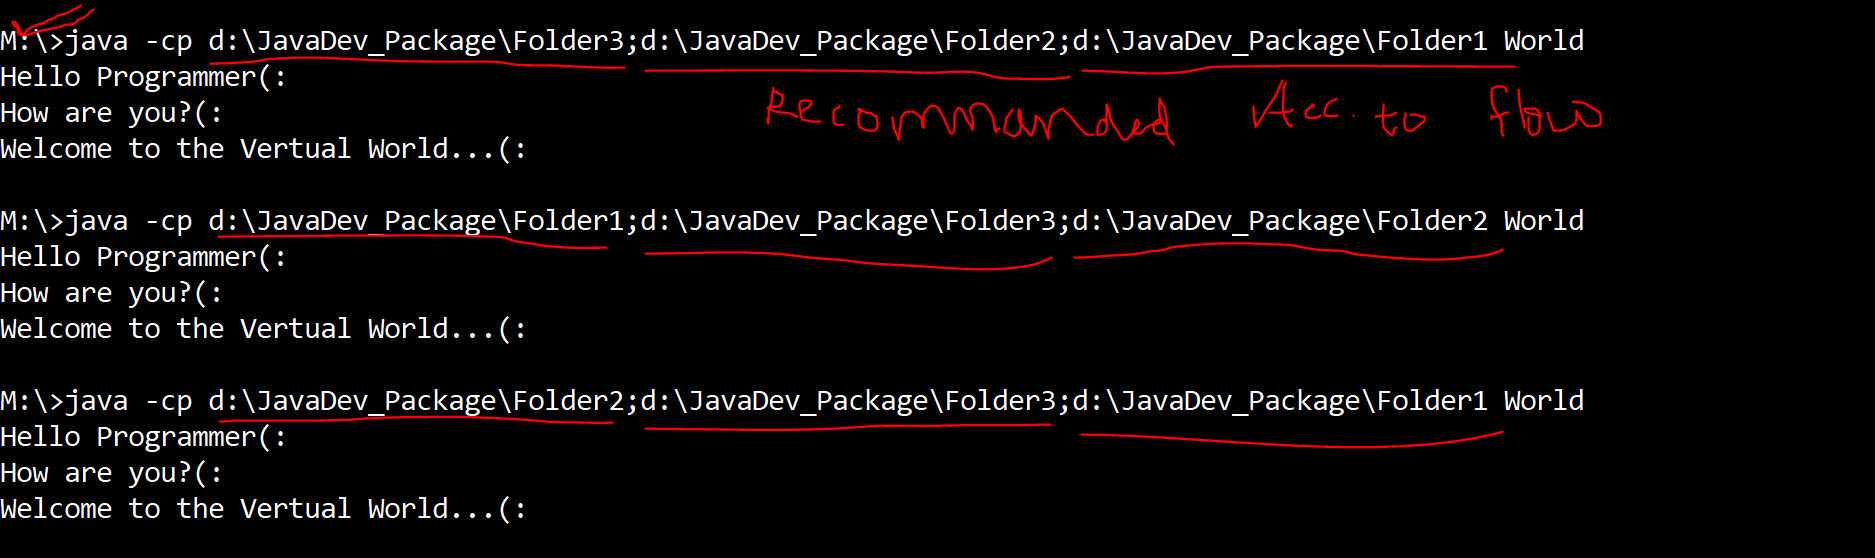 M:\>java -cp d:\JavaDev_Package\Folder3;d:\JavaDev_Package\Folder2;d:\JavaDev_Package\Folder1 World
Hello Programmer(:
How are you?(:
Recommanded Acc. to flow
Welcome to the Vertual World...(:
M:\>java -cp d:\JavaDev_Package\Folder1;d:\JavaDev_Package\Folder3;d:\JavaDev_Package\Folder2 World
Hello Programmer(:
How are you?(:
Welcome to the Vertual World...(:
M:\>java -cp d:\JavaDev_Package\Folder2;d:\JavaDev_Package\Folder3;d:\JavaDev_Package\Folder1 World
Hello Programmer(:
How are you?(:
Welcome to the Vertual World...(: